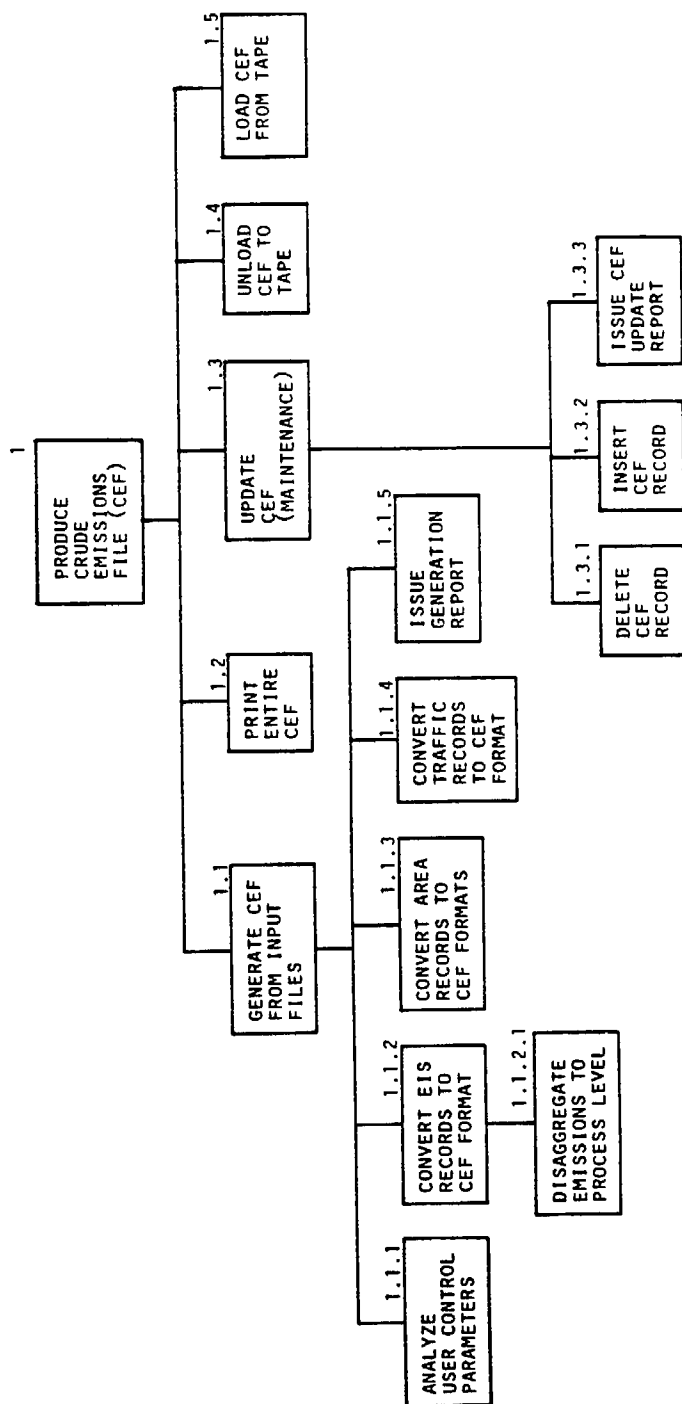 1
PRODUCE
CRUDE
EMISSIONS
FILE (CEF)
1.1
GENERATE CEF
FROM INPUT
FILES
1.2
PRINT
ENTIRE
CEF
1.3
UPDATE
CEF
(MAINTENANCE)
1.4
UNLOAD
CEF TO
TAPE
1.5
LOAD CEF
FROM TAPE
1.1.1
ANALYZE
USER CONTROL
PARAMETERS
1.1.2
CONVERT EIS
RECORDS TO
CEF FORMAT
1.1.3
CONVERT AREA
RECORDS TO
CEF FORMATS
1.1.4
CONVERT
TRAFFIC
RECORDS
TO CEF
FORMAT
1.1.5
ISSUE
GENERATION
REPORT
1.1.2.1
DISAGGREGATE
EMISSIONS TO
PROCESS LEVEL
1.3.1
DELETE
CEF
RECORD
1.3.2
INSERT
CEF
RECORD
1.3.3
ISSUE CEF
UPDATE
REPORT